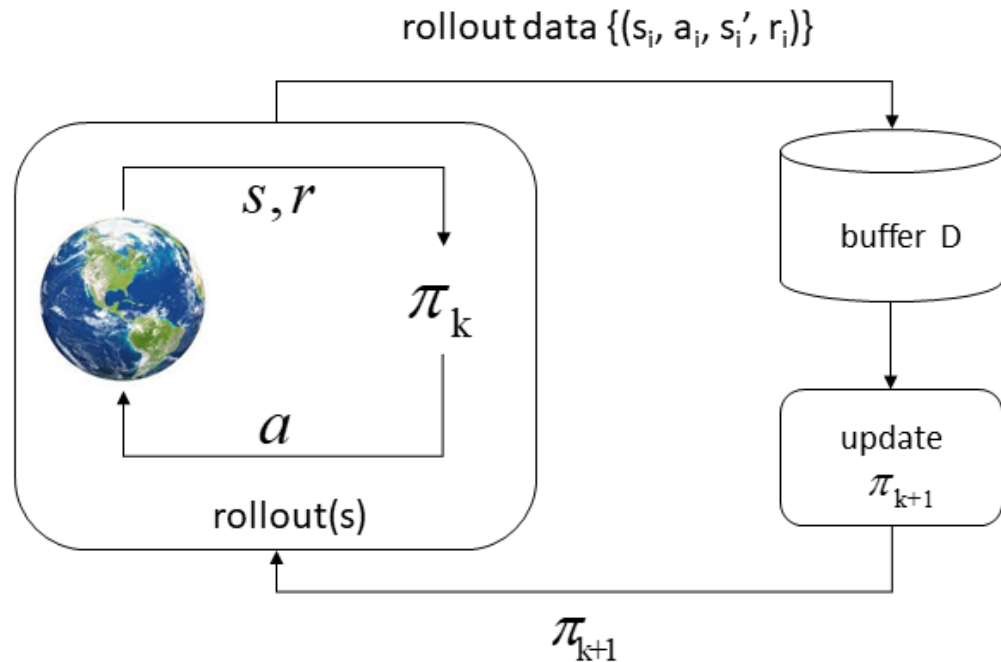 rollout data {(sᵢ, aᵢ, sᵢ’, rᵢ)}
s, r
πₖ
a
rollout(s)
buffer D
update
πₖ₊₁
πₖ₊₁